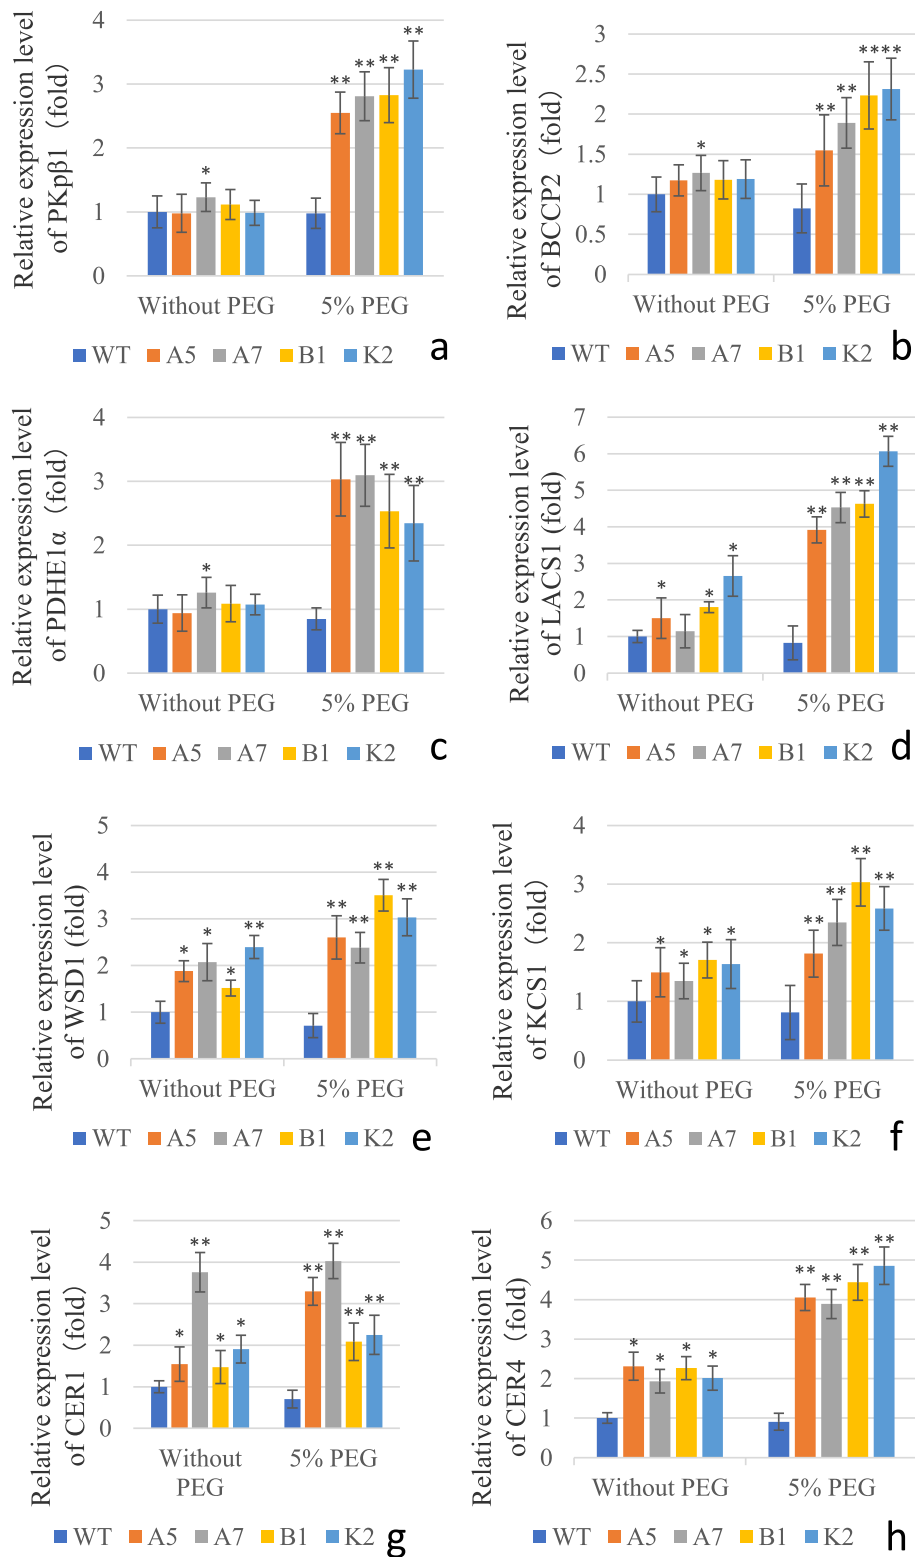 Relative expression level
of PKpβ1 (fold)
4
3
2
1
0
*
**
**
**
**
Without PEG 5% PEG
WT A5 A7 B1 K2
a
Relative expression level
of BCCP2 (fold)
3
2.5
2
1.5
1
0.5
0
*
**
**
**
**
Without PEG 5% PEG
WT A5 A7 B1 K2
b
Relative expression level
of PDHE1α (fold)
4
3
2
1
0
*
**
**
**
**
Without PEG 5% PEG
WT A5 A7 B1 K2
c
Relative expression level
of LACS1 (fold)
7
6
5
4
3
2
1
0
*
*
*
**
**
**
**
Without PEG 5% PEG
WT A5 A7 B1 K2
d
Relative expression level
of WSD1 (fold)
5
4
3
2
1
0
*
*
*
**
**
**
**
**
Without PEG 5% PEG
WT A5 A7 B1 K2
e
Relative expression level
of KCS1 (fold)
4
3
2
1
0
*
*
*
*
**
**
**
**
Without PEG 5% PEG
WT A5 A7 B1 K2
f
Relative expression level
of CER1 (fold)
5
4
3
2
1
0
*
**
*
*
**
**
**
**
Without
PEG
5% PEG
WT A5 A7 B1 K2
g
Relative expression level
of CER4 (fold)
6
5
4
3
2
1
0
*
*
*
*
**
**
**
**
Without PEG 5% PEG
WT A5 A7 B1 K2
h